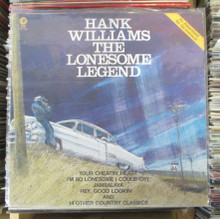 HANK
WILLIAMS
THE
LONESOME
LEGEND
YOUR CHEATIN' HEART
I'M SO LONESOME I COULD CRY
JAMBALAYA
HEY, GOOD LOOKIN'
AND
14 OTHER COUNTRY CLASSICS